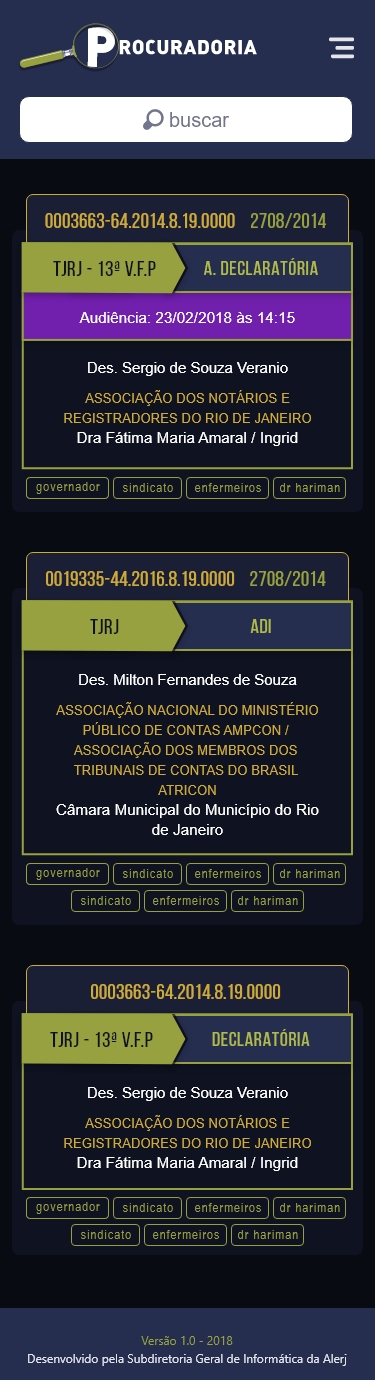 PROCURADORIA
buscar
0003663-64.2014.8.19.0000 2708/2014
TJRJ - 13ª V.F.P A. DECLARATÓRIA
Audiência: 23/02/2018 às 14:15
Des. Sergio de Souza Veranio
ASSOCIAÇÃO DOS NOTÁRIOS E
REGISTRADORES DO RIO DE JANEIRO
Dra Fátima Maria Amaral / Ingrid
governador sindicato enfermeiros dr hariman
0019335-44.2016.8.19.0000 2708/2014
TJRJ ADI
Des. Milton Fernandes de Souza
ASSOCIAÇÃO NACIONAL DO MINISTÉRIO
PÚBLICO DE CONTAS AMPCON /
ASSOCIAÇÃO DOS MEMBROS DOS
TRIBUNAIS DE CONTAS DO BRASIL
ATRICON
Câmara Municipal do Município do Rio
de Janeiro
governador sindicato enfermeiros dr hariman
sindicato enfermeiros dr hariman
0003663-64.2014.8.19.0000
TJRJ - 13ª V.F.P DECLARATÓRIA
Des. Sergio de Souza Veranio
ASSOCIAÇÃO DOS NOTÁRIOS E
REGISTRADORES DO RIO DE JANEIRO
Dra Fátima Maria Amaral / Ingrid
governador sindicato enfermeiros dr hariman
sindicato enfermeiros dr hariman
Versão 1.0 - 2018
Desenvolvido pela Subdiretoria Geral de Informática da Alerj